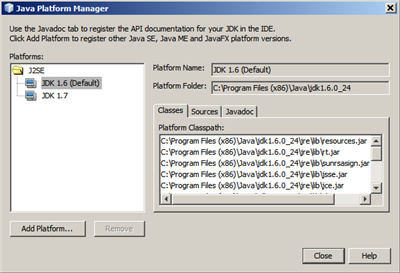 Java Platform Manager
Use the Javadoc tab to register the API documentation for your JDK in the IDE.
Click Add Platform to register other Java SE, Java ME and JavaFX platform versions.
Platforms:
J2SE
JDK 1.6 (Default)
JDK 1.7
Platform Name: JDK 1.6 (Default)
Platform Folder: C:\Program Files (x86)\Java\jdk1.6.0_24
Classes Sources Javadoc
Platform Classpath:
C:\Program Files (x86)\Java\jdk1.6.0_24\jre\lib\resources.jar
C:\Program Files (x86)\Java\jdk1.6.0_24\jre\lib\rt.jar
C:\Program Files (x86)\Java\jdk1.6.0_24\jre\lib\sunrsasign.jar
C:\Program Files (x86)\Java\jdk1.6.0_24\jre\lib\jsse.jar
C:\Program Files (x86)\Java\jdk1.6.0_24\jre\lib\jce.jar
Add Platform... Remove
Close Help